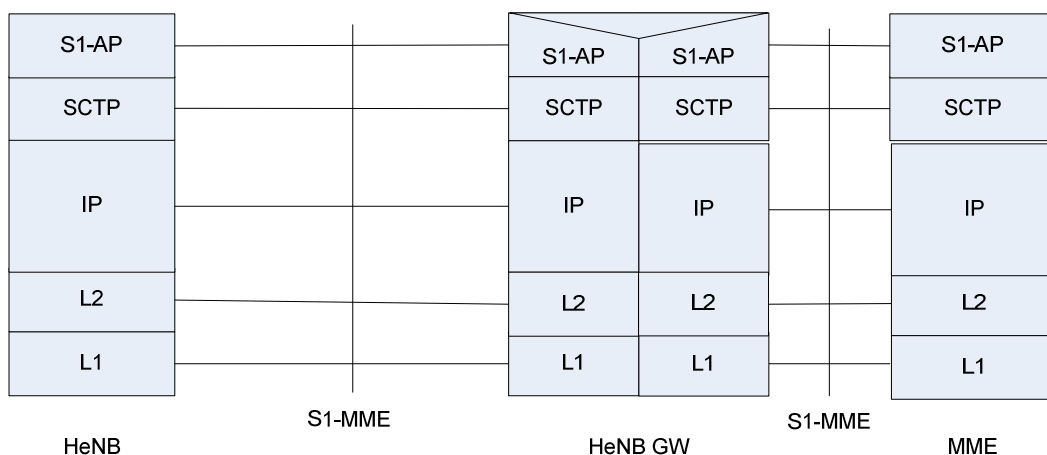 S1-AP
SCTP
IP
L2
L1
HeNB
S1-MME
S1-AP S1-AP
SCTP SCTP
IP IP
L2 L2
L1 L1
HeNB GW
S1-MME
S1-AP
SCTP
IP
L2
L1
MME